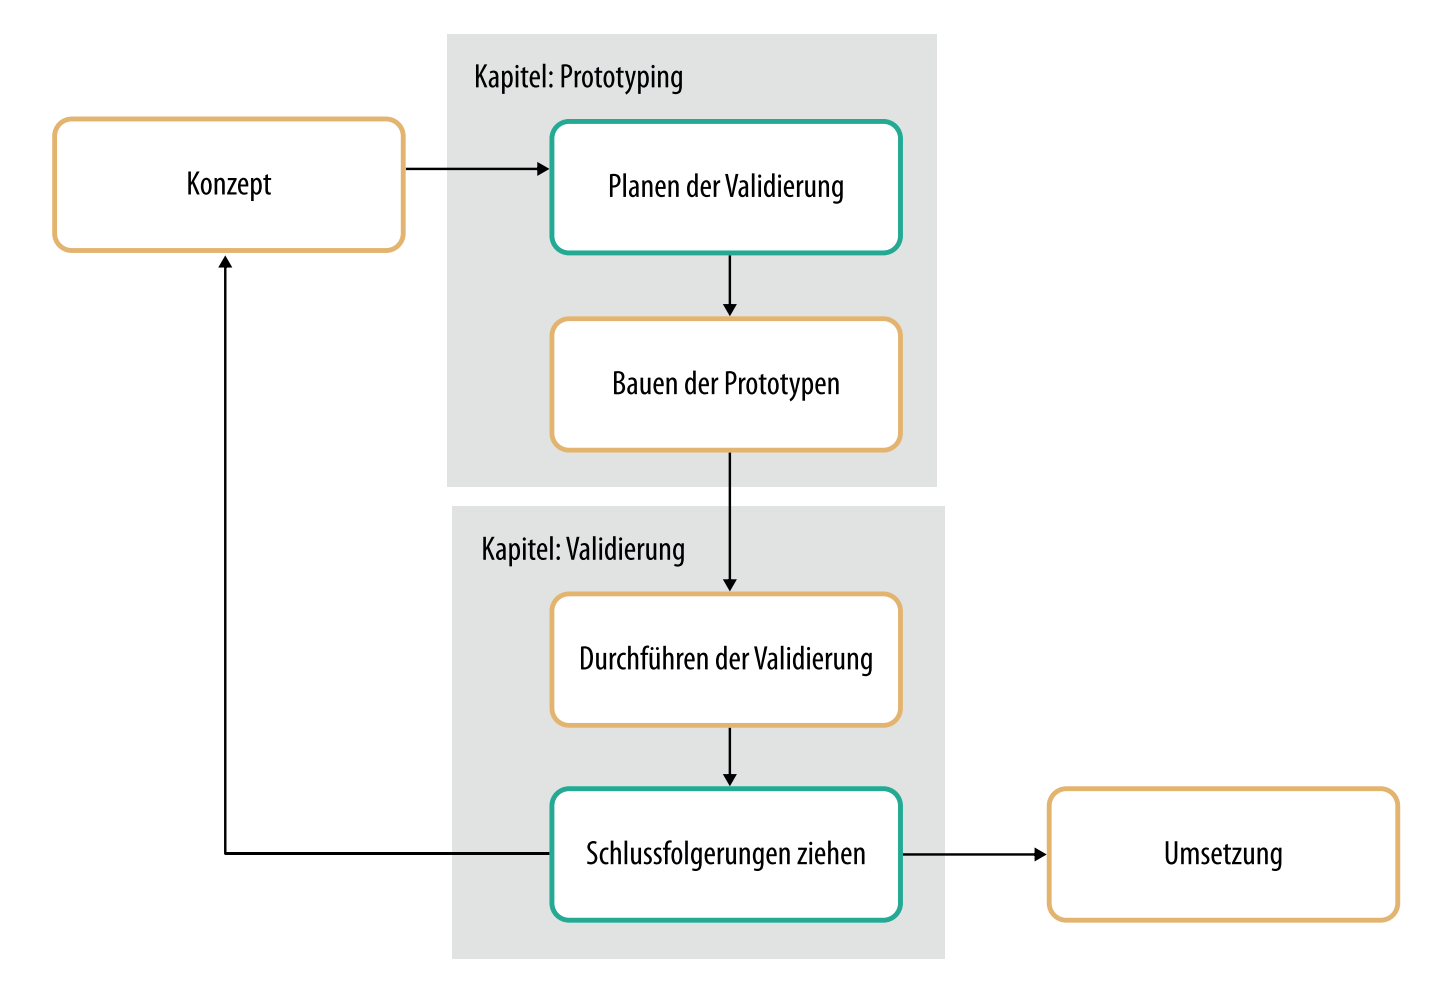 Kapitel: Prototyping
Konzept
Planen der Validierung
Bauen der Prototypen
Kapitel: Validierung
Durchführen der Validierung
Schlussfolgerungen ziehen
Umsetzung